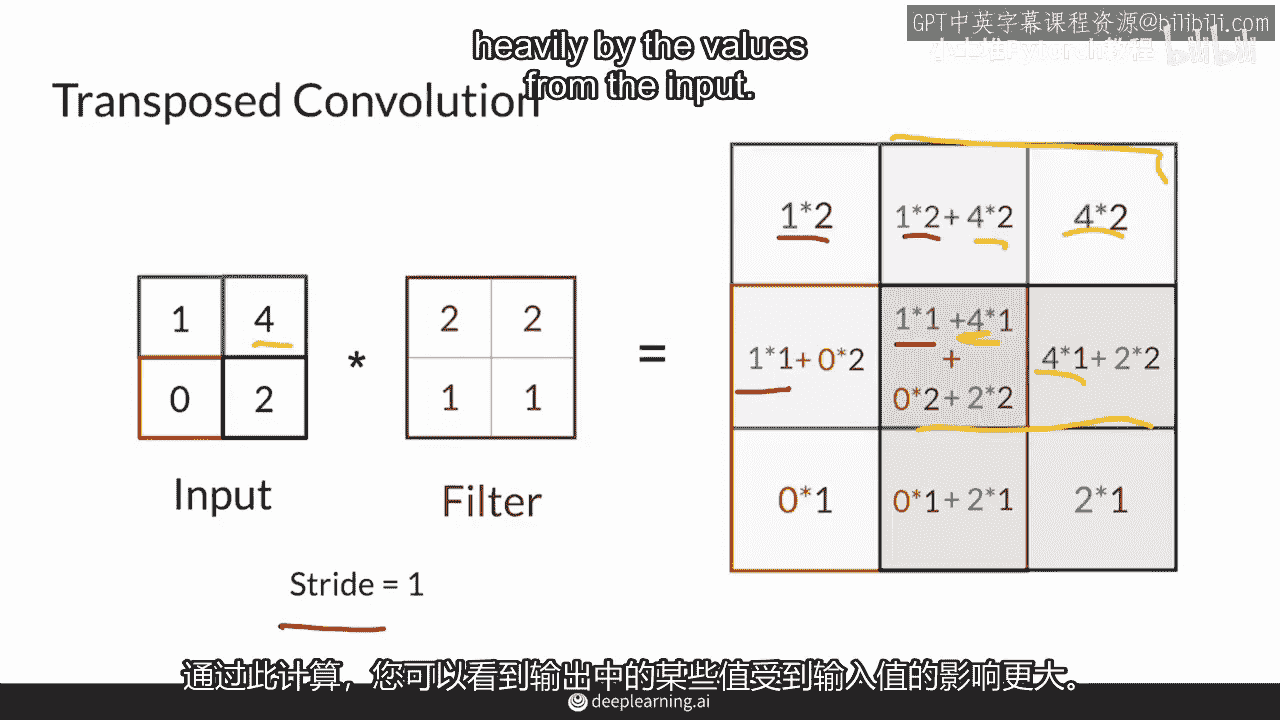 GPT中英字幕课程资源@bilibili.com
heavily by the values
from the input.
Transposed Convolution
1*2
1*2+ 4*2
4*2
1 4
0 2
*
2 2
1 1
=
1*1+ 0*2
1*1 +4*1
+
0*2+ 2*2
4*1+ 2*2
0*1
0*1+ 2*1
2*1
Input
Filter
Stride = 1
通过此计算，您可以看到输出中的某些值受到输入值的影响更大。
deeplearning.ai